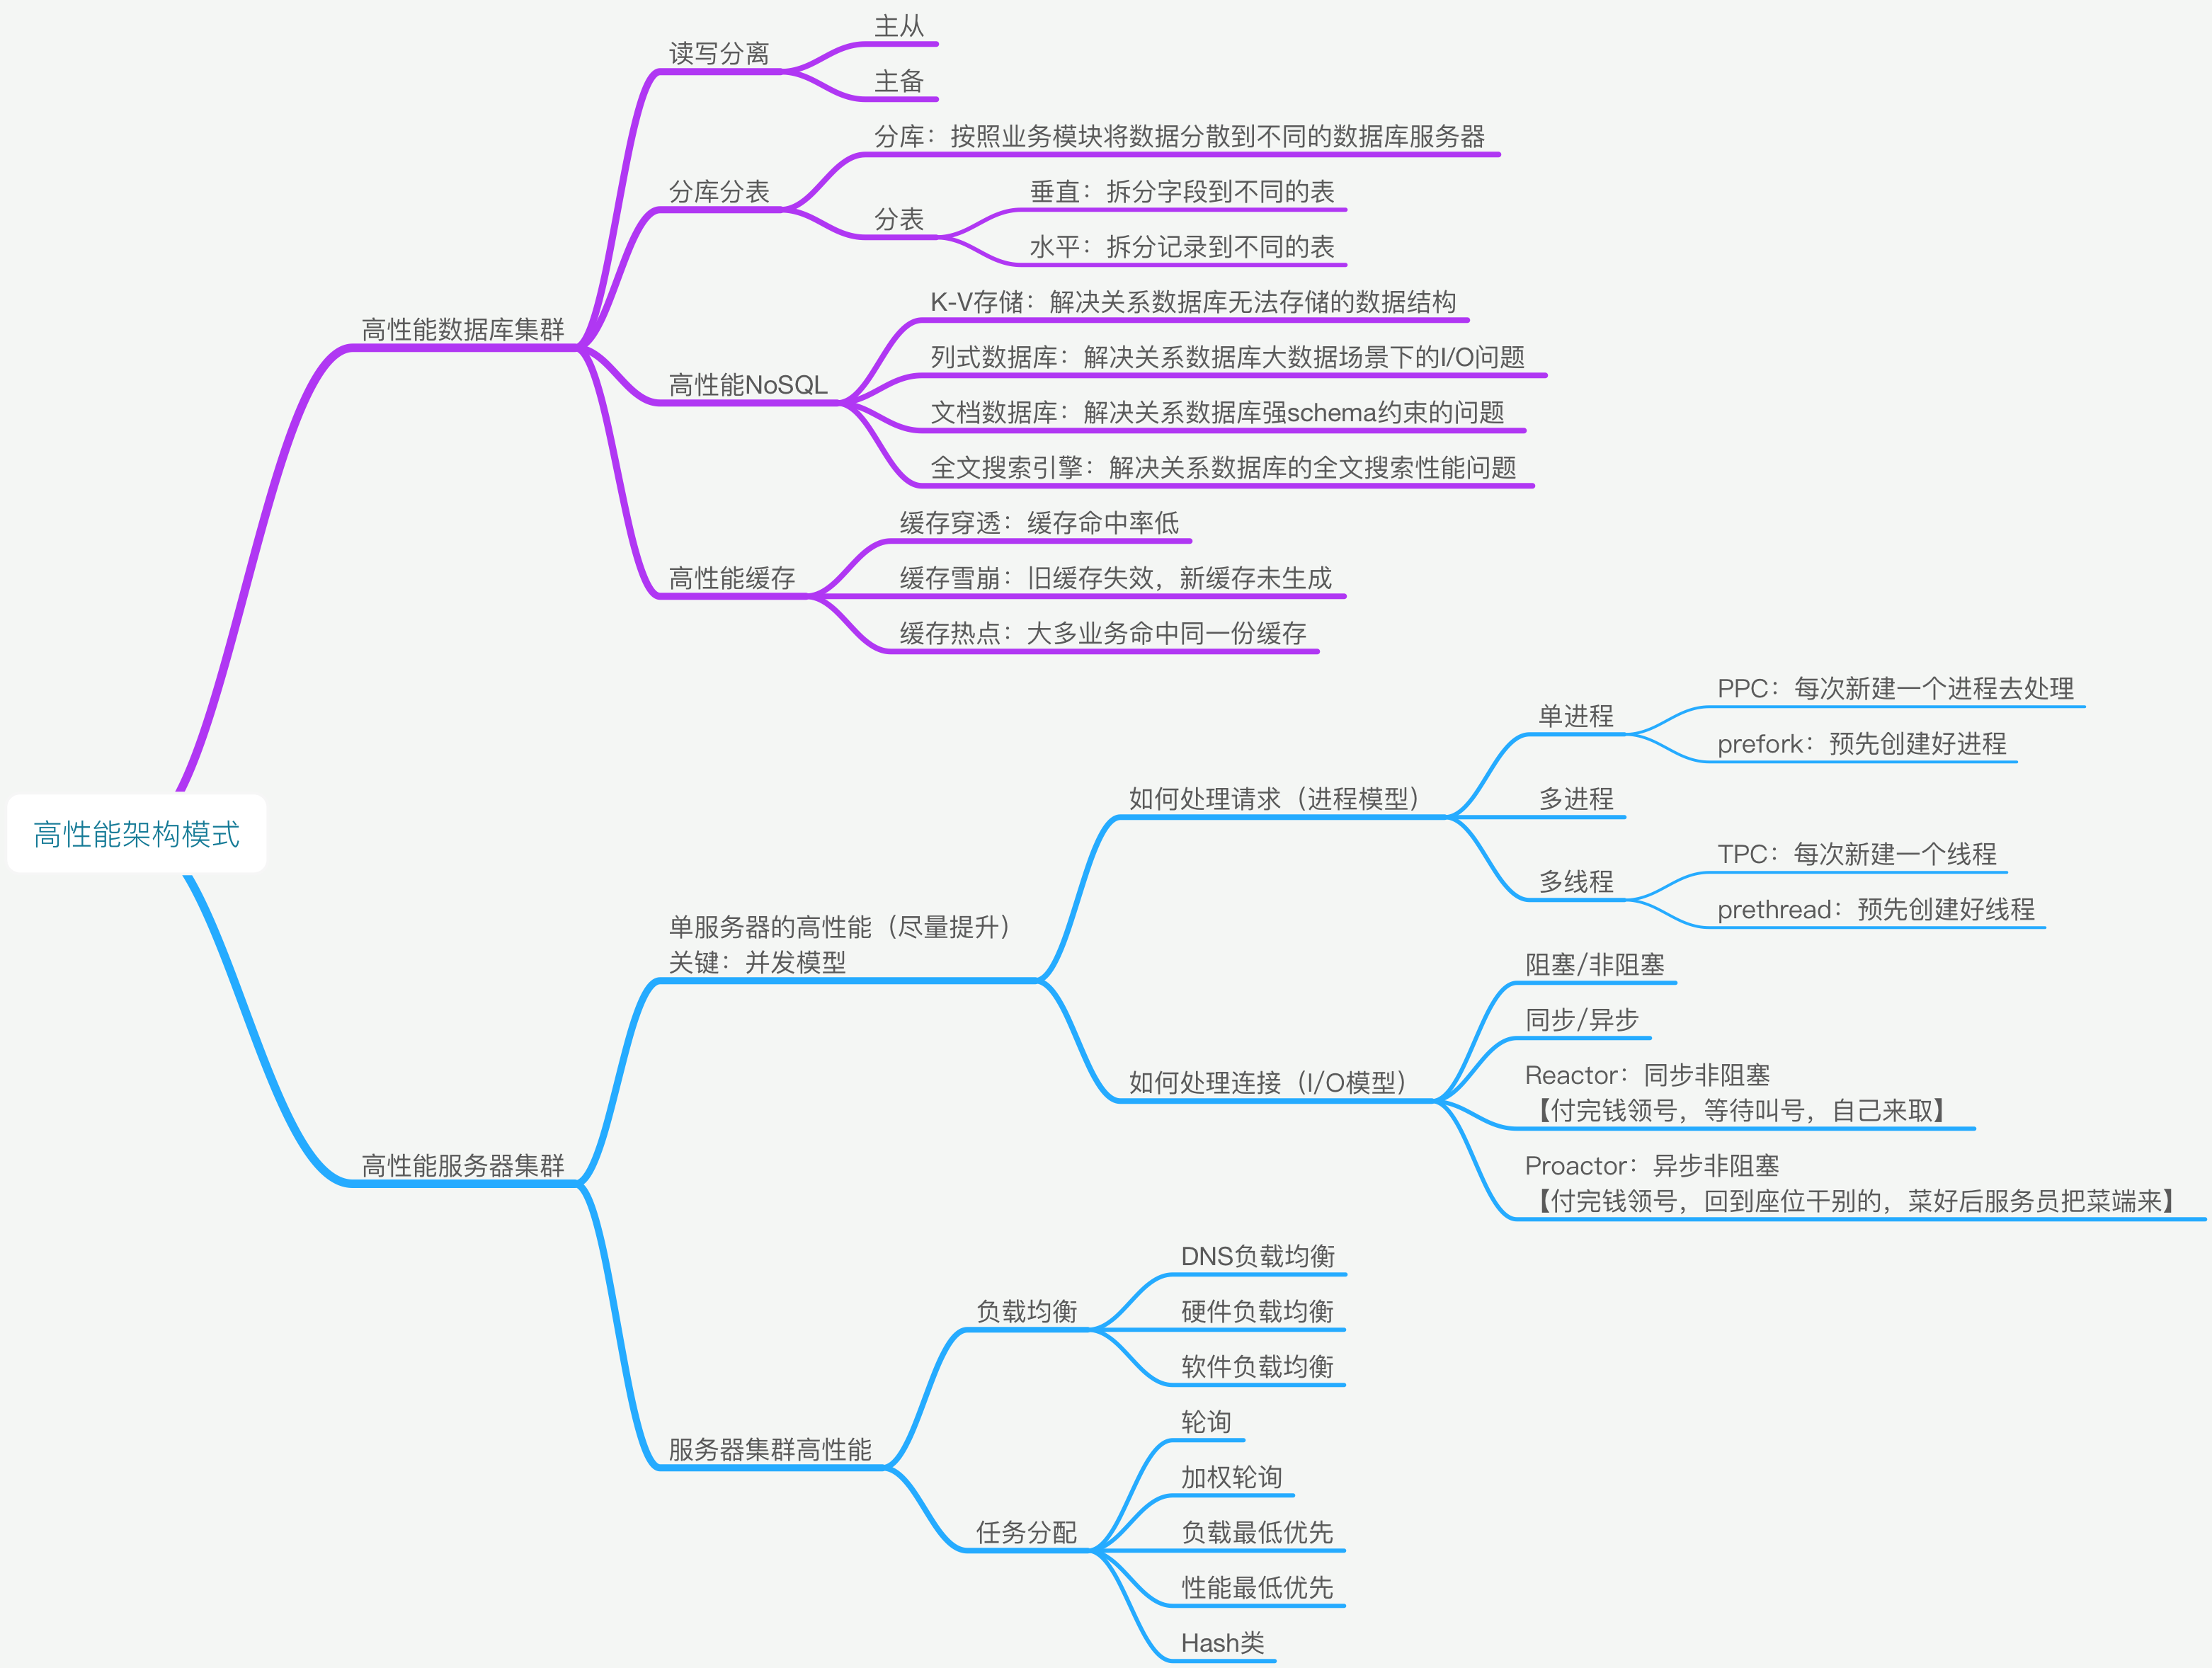 高性能架构模式
高性能数据库集群
读写分离
主从
主备
分库分表
分库：按照业务模块将数据分散到不同的数据库服务器
分表
垂直：拆分字段到不同的表
水平：拆分记录到不同的表
高性能NoSQL
K-V存储：解决关系数据库无法存储的数据结构
列式数据库：解决关系数据库大数据场景下的I/O问题
文档数据库：解决关系数据库强schema约束的问题
全文搜索引擎：解决关系数据库的全文搜索性能问题
高性能缓存
缓存穿透：缓存命中率低
缓存雪崩：旧缓存失效，新缓存未生成
缓存热点：大多业务命中同一份缓存
高性能服务器集群
单服务器的高性能（尽量提升）
关键：并发模型
如何处理请求（进程模型）
单进程
PPC：每次新建一个进程去处理
prefork：预先创建好进程
多进程
多线程
TPC：每次新建一个线程
prethread：预先创建好线程
如何处理连接（I/O模型）
阻塞/非阻塞
同步/异步
Reactor：同步非阻塞
【付完钱领号，等待叫号，自己来取】
Proactor：异步非阻塞
【付完钱领号，回到座位干别的，菜好后服务员把菜端来】
服务器集群高性能
负载均衡
DNS负载均衡
硬件负载均衡
软件负载均衡
任务分配
轮询
加权轮询
负载最低优先
性能最低优先
Hash类